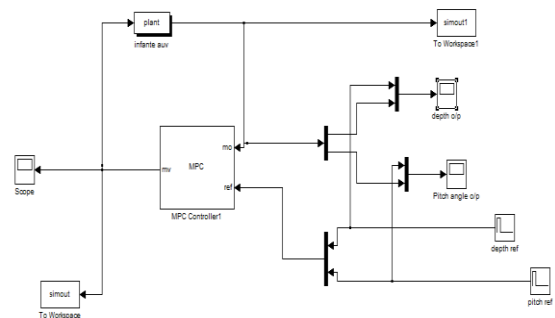 plant
infante auv
simout1
To Workspace1
depth o/p
mo
MPC
mv
ref
MPC Controller1
Scope
Pitch angle o/p
depth ref
simout
To Workspace
pitch ref